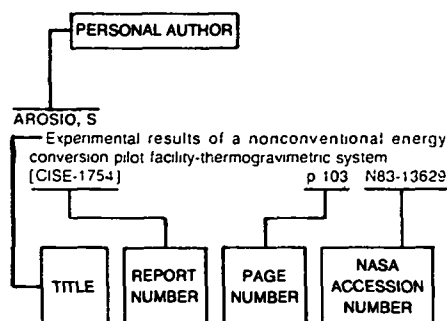 PERSONAL AUTHOR
AROSIO, S
Experimental results of a nonconventional energy
conversion pilot facility-thermogravimetric system
[CISE-1754] p 103 N83-13629
TITLE
REPORT
NUMBER
PAGE
NUMBER
NASA
ACCESSION
NUMBER